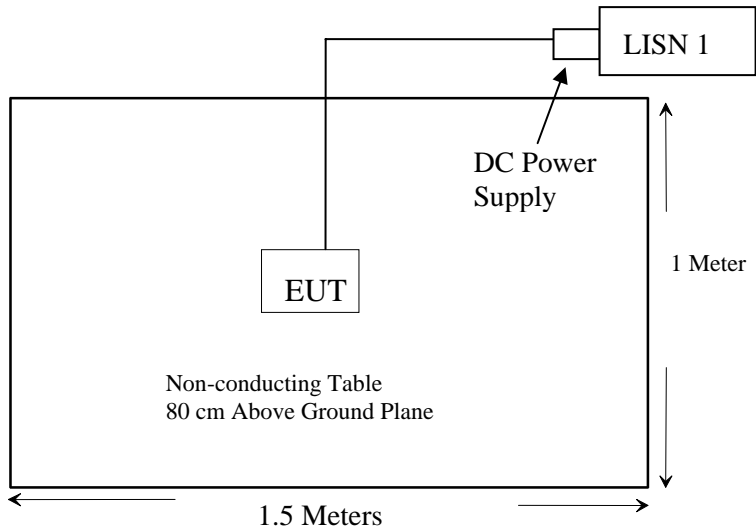 LISN 1
DC Power
Supply
1 Meter
EUT
Non-conducting Table
80 cm Above Ground Plane
1.5 Meters